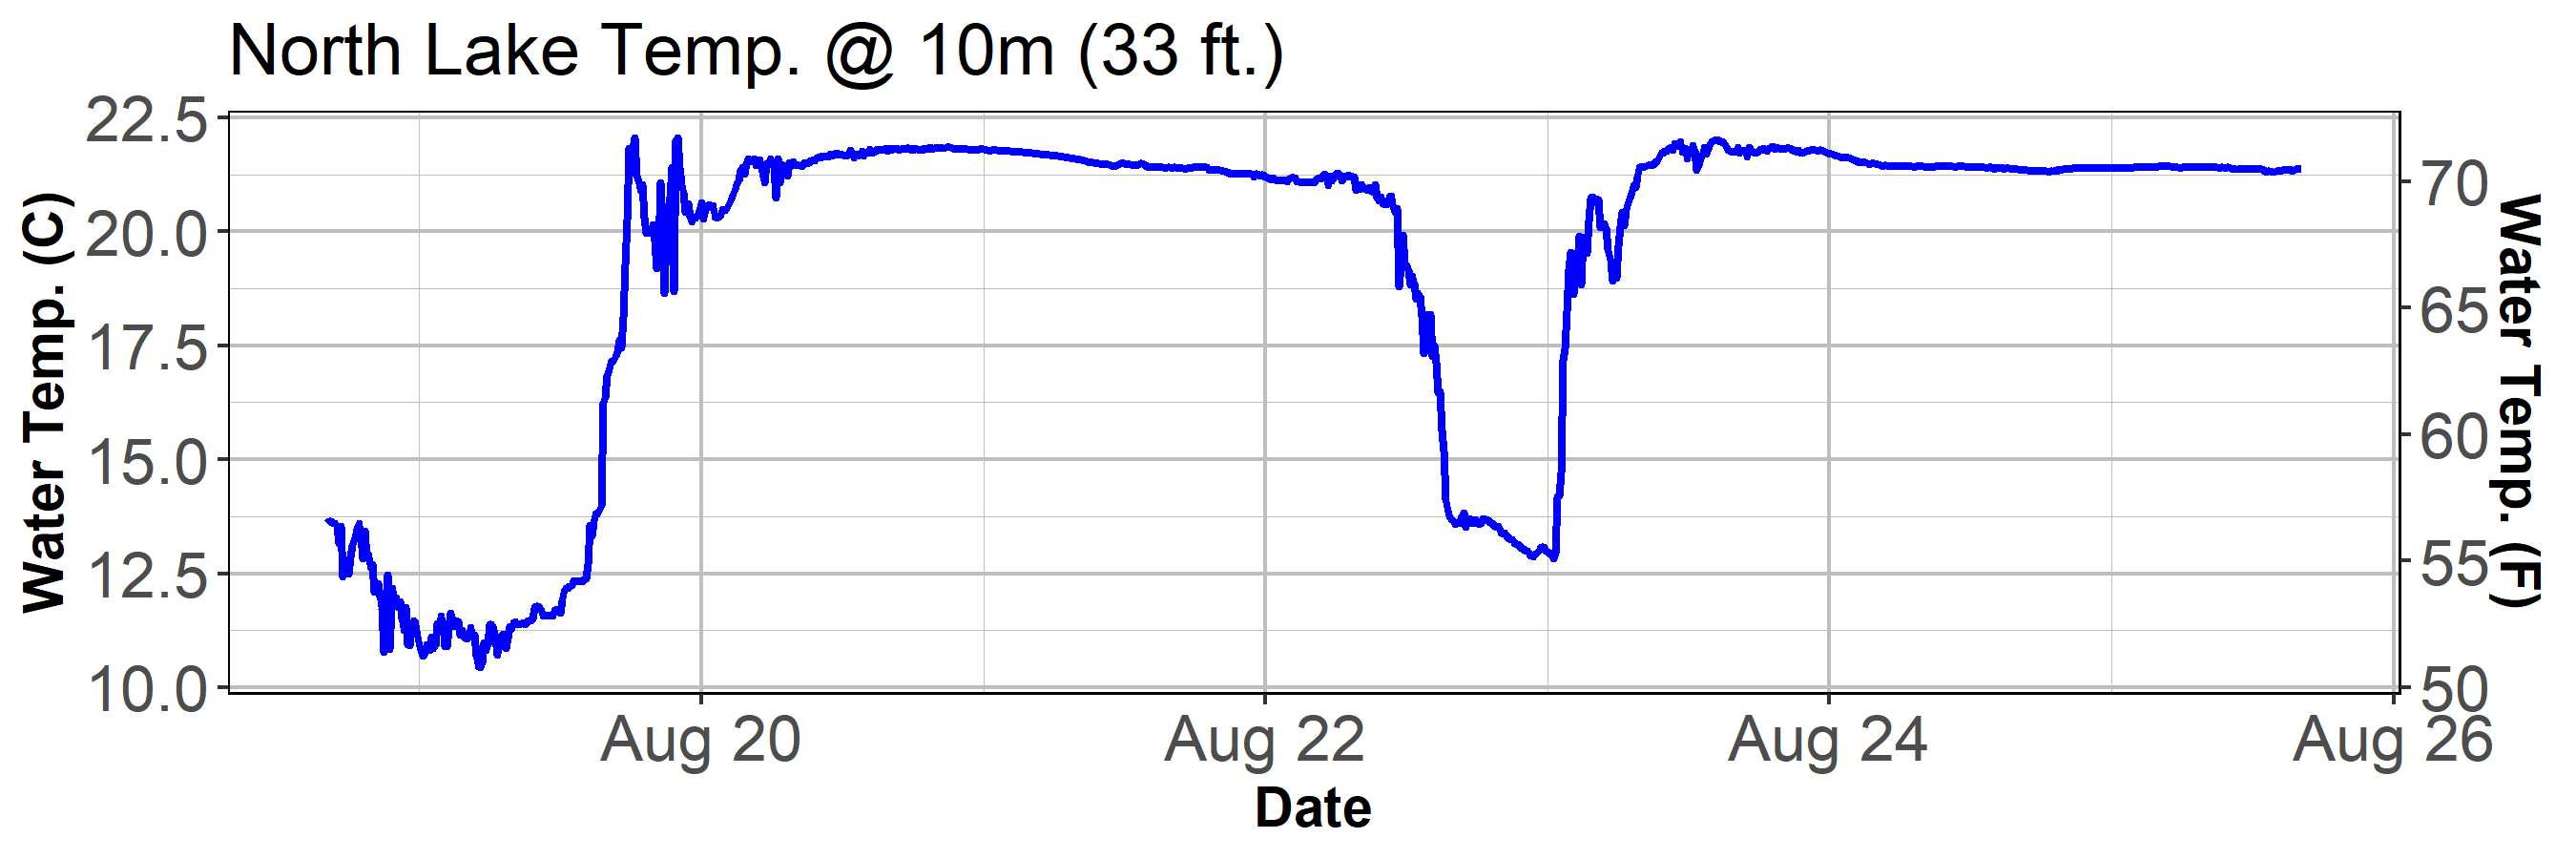 North Lake Temp. @ 10m (33 ft.)
Water Temp. (C)
22.5
20.0
17.5
15.0
12.5
10.0
70
65
60
55
50
Water Temp. (F)
Aug 20
Aug 22
Aug 24
Aug 26
Date